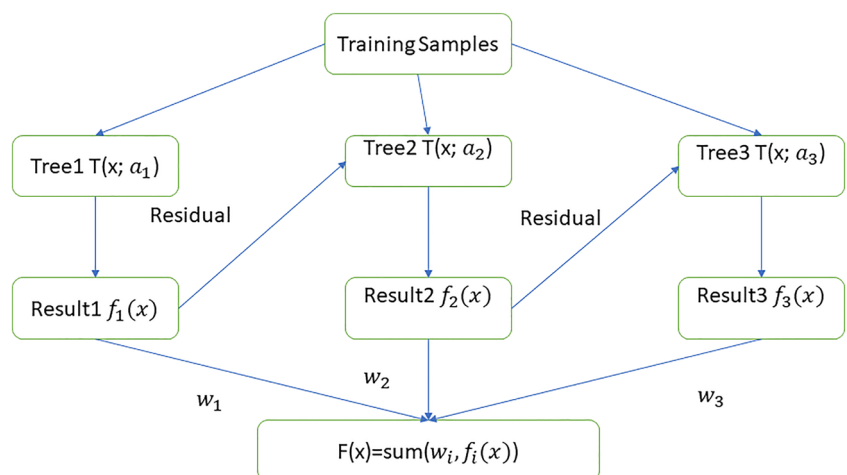 Training Samples
Tree1 T(x; a₁)
Tree2 T(x; a₂)
Tree3 T(x; a₃)
Residual
Residual
Result1 f₁(x)
Result2 f₂(x)
Result3 f₃(x)
w₁
w₂
w₃
F(x)=sum(wᵢ,fᵢ(x))